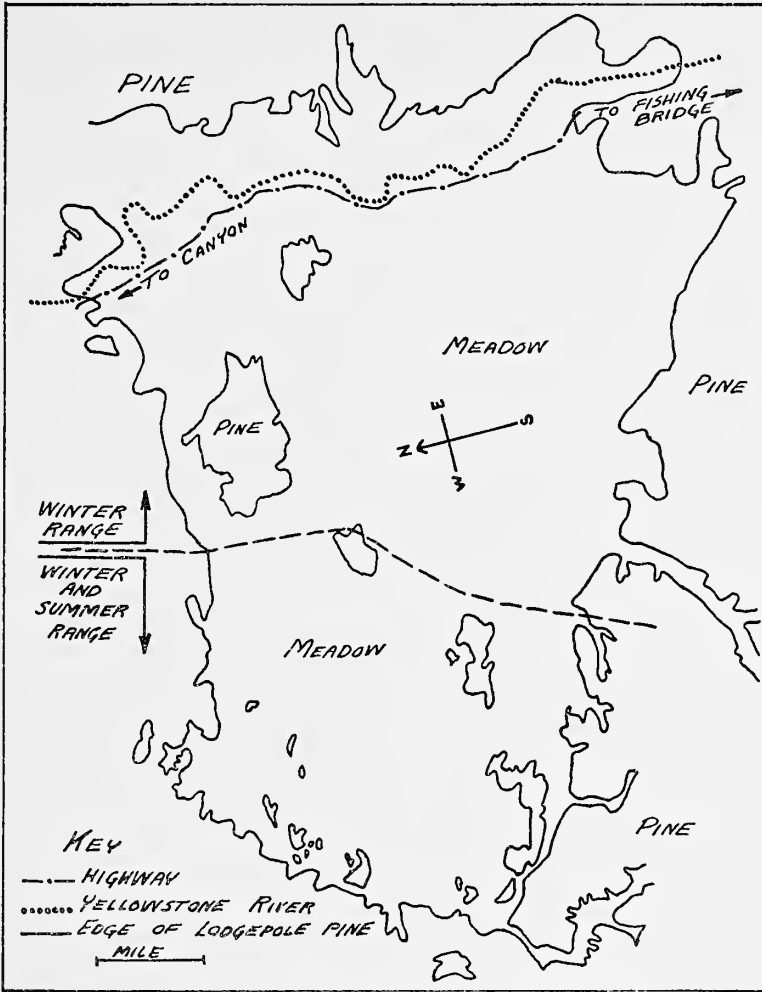 PINE
TO FISHING
BRIDGE
TO CANYON
MEADOW
PINE
PINE
E
S
N
W
WINTER
RANGE
WINTER
AND
SUMMER
RANGE
MEADOW
PINE
KEY
HIGHWAY
YELLOWSTONE RIVER
EDGE OF LODGEPOLE PINE
MILE